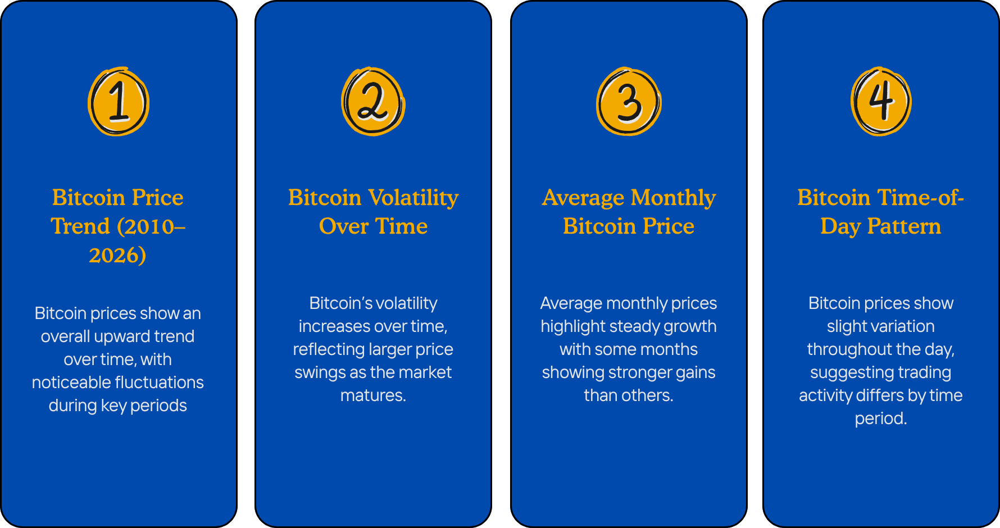 1
Bitcoin Price
Trend (2010–
2026)
Bitcoin prices show an
overall upward trend
over time, with
noticeable fluctuations
during key periods
2
Bitcoin Volatility
Over Time
Bitcoin’s volatility
increases over time,
reflecting larger price
swings as the market
matures.
3
Average Monthly
Bitcoin Price
Average monthly prices
highlight steady growth
with some months
showing stronger gains
than others.
4
Bitcoin Time-of-
Day Pattern
Bitcoin prices show
slight variation
throughout the day,
suggesting trading
activity differs by time
period.